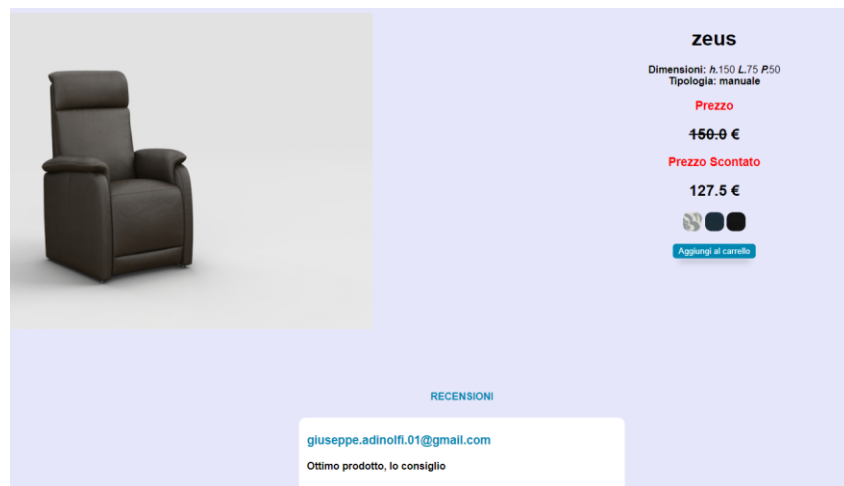 zeus
Dimensioni: h.150 L.75 P.50
Tipologia: manuale
Prezzo
150.0 €
Prezzo Scontato
127.5 €
Aggiungi al carrello
RECENSIONI
giuseppe.adinolfi.01@gmail.com
Ottimo prodotto, lo consiglio